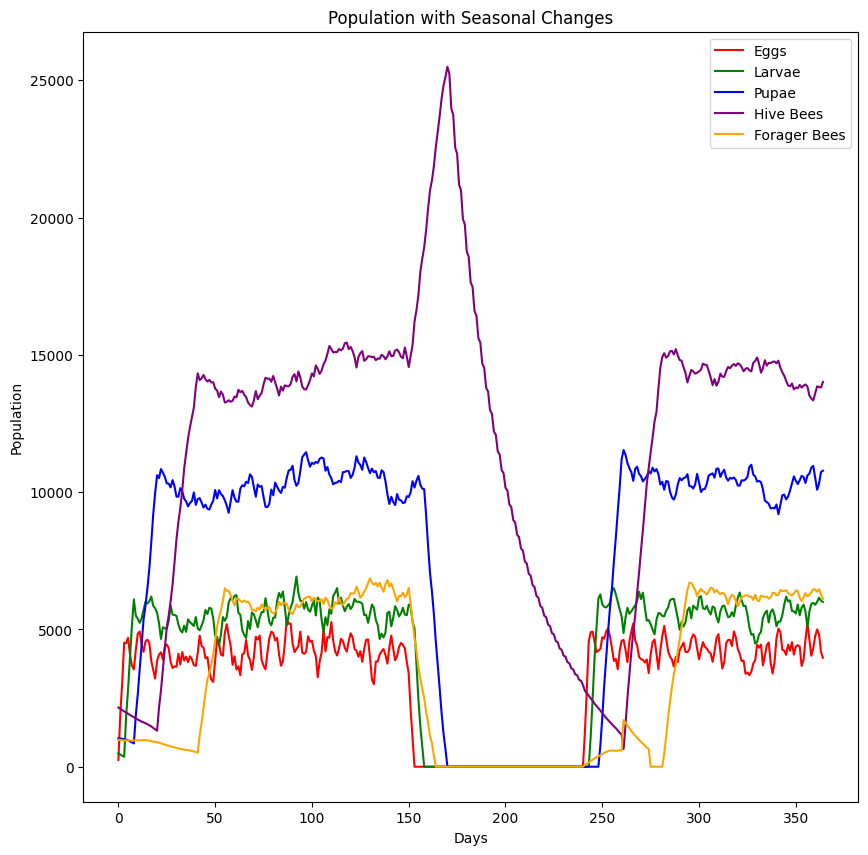 Population with Seasonal Changes
Eggs
Larvae
Pupae
Hive Bees
Forager Bees
Population
25000
20000
15000
10000
5000
0
0 50 100 150 200 250 300 350
Days